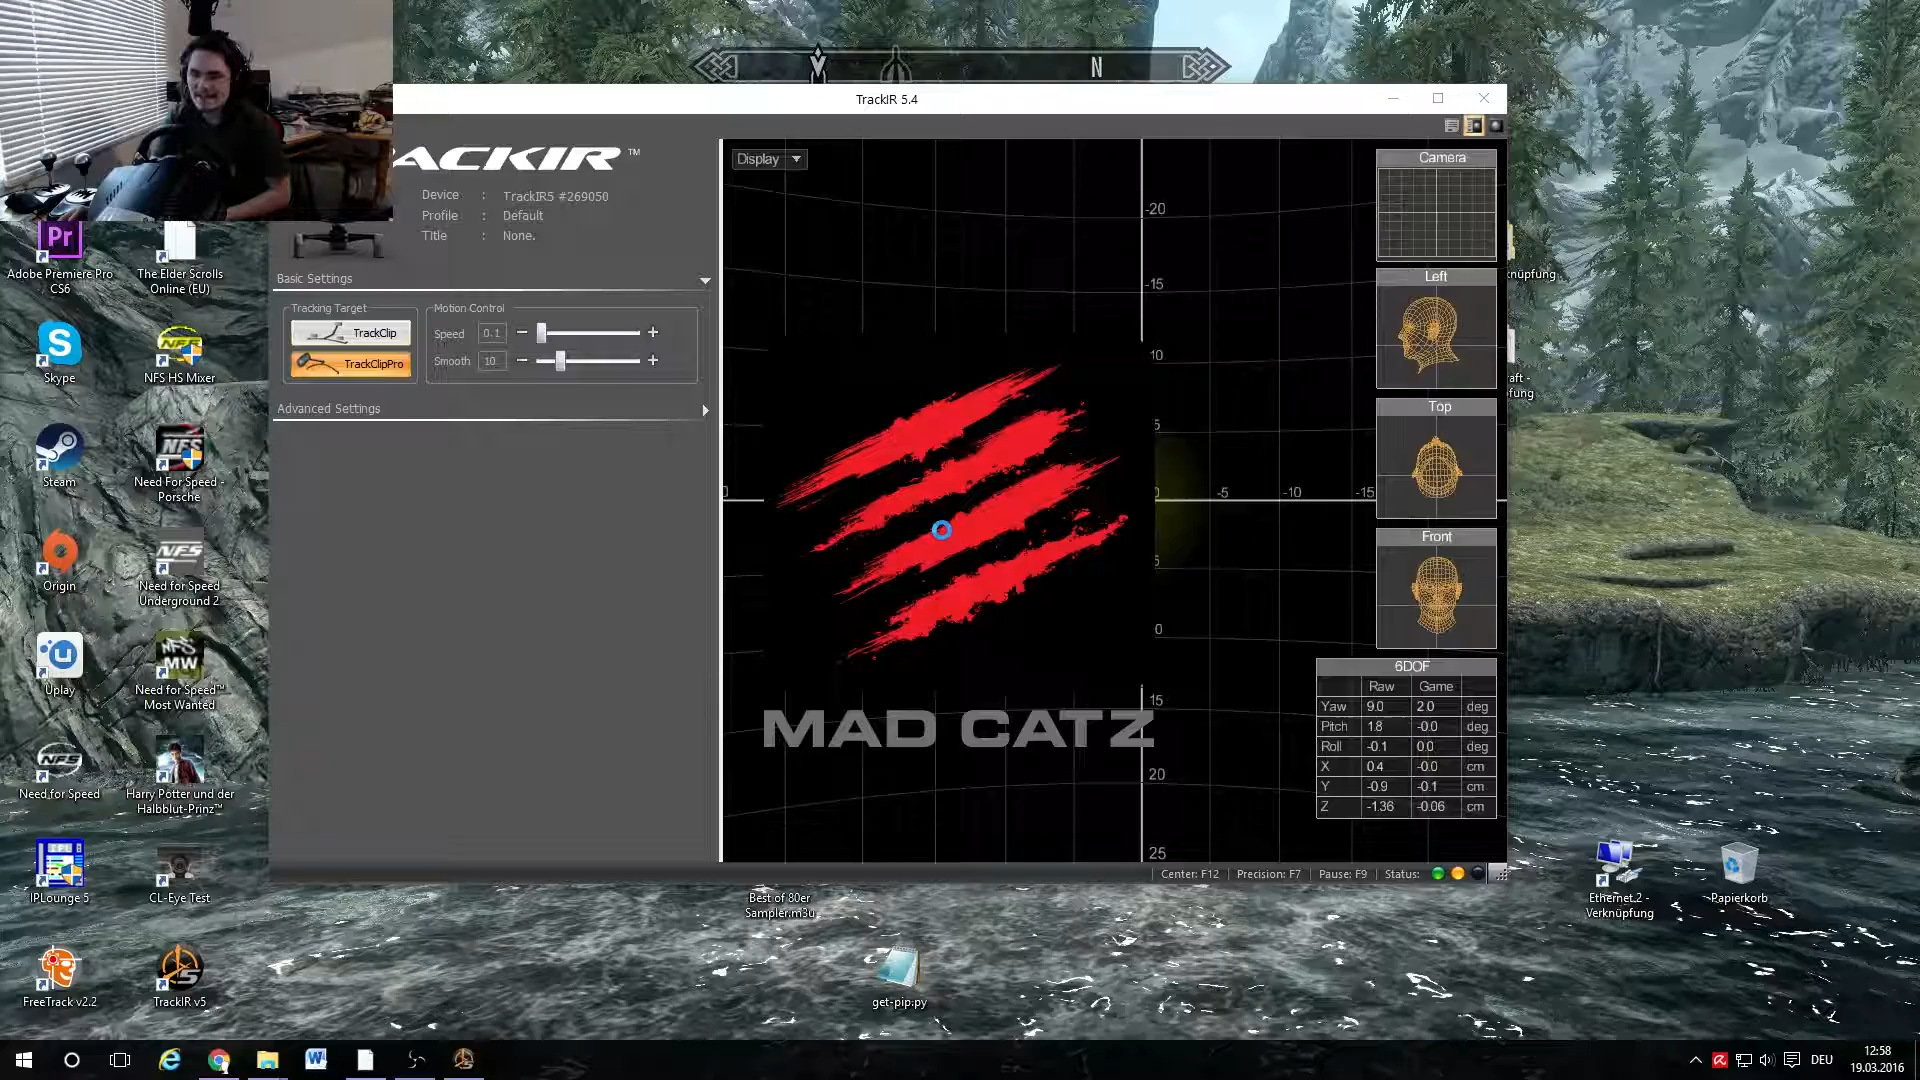 N
TrackIR 5.4
ACKIR ™
Device : TrackIR5 #269050
Profile : Default
Title : None.
Basic Settings
Tracking Target
TrackClip
TrackClipPro
Motion Control
Speed 0.1 − +
Smooth 10 − +
Advanced Settings
Display
-20
-15
10
5
0 -5 -10 -15
0
5
0
15
20
25
MAD CATZ
Camera
Left
Top
Front
6DOF
Raw Game
Yaw 9.0 2.0 deg
Pitch 1.8 -0.0 deg
Roll -0.1 0.0 deg
X 0.4 -0.0 cm
Y -0.9 -0.1 cm
Z -1.36 -0.06 cm
Center: F12 Precision: F7 Pause: F9 Status:
Pr
Adobe Premiere Pro
CS6
The Elder Scrolls
Online (EU)
Skype
NFS HS Mixer
Steam
Need For Speed -
Porsche
Origin
Need for Speed
Underground 2
Uplay
Need for Speed™
Most Wanted
Need for Speed
Harry Potter und der
Halbblut-Prinz™
IPLounge 5
CL-Eye Test
FreeTrack v2.2
TrackIR v5
knüpfung
raft -
fung
Best of 80er
Sampler.m3u
get-pip.py
Ethernet 2 -
Verknüpfung
Papierkorb
DEU
12:58
19.03.2016